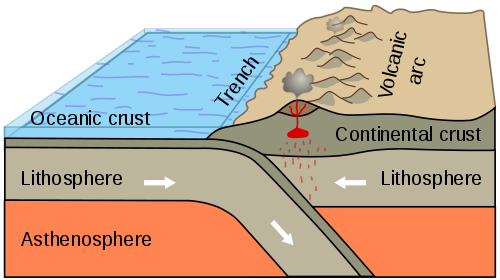 Volcanic
arc
Trench
Oceanic crust
Continental crust
Lithosphere
Lithosphere
Asthenosphere